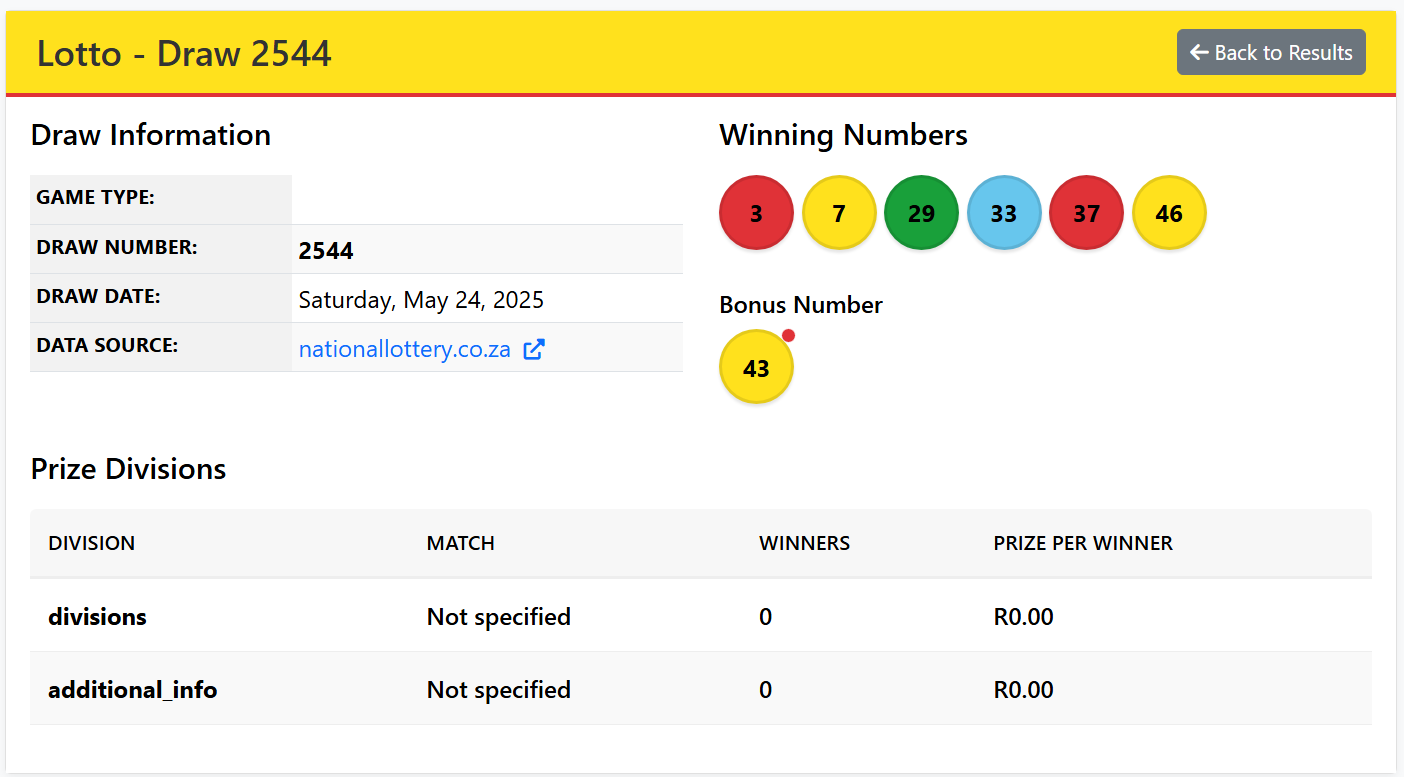 Lotto - Draw 2544
Back to Results
Draw Information
GAME TYPE:
DRAW NUMBER: 2544
DRAW DATE: Saturday, May 24, 2025
DATA SOURCE: nationallottery.co.za
Winning Numbers
3 7 29 33 37 46
Bonus Number
43
Prize Divisions
DIVISION MATCH WINNERS PRIZE PER WINNER
divisions Not specified 0 R0.00
additional_info Not specified 0 R0.00